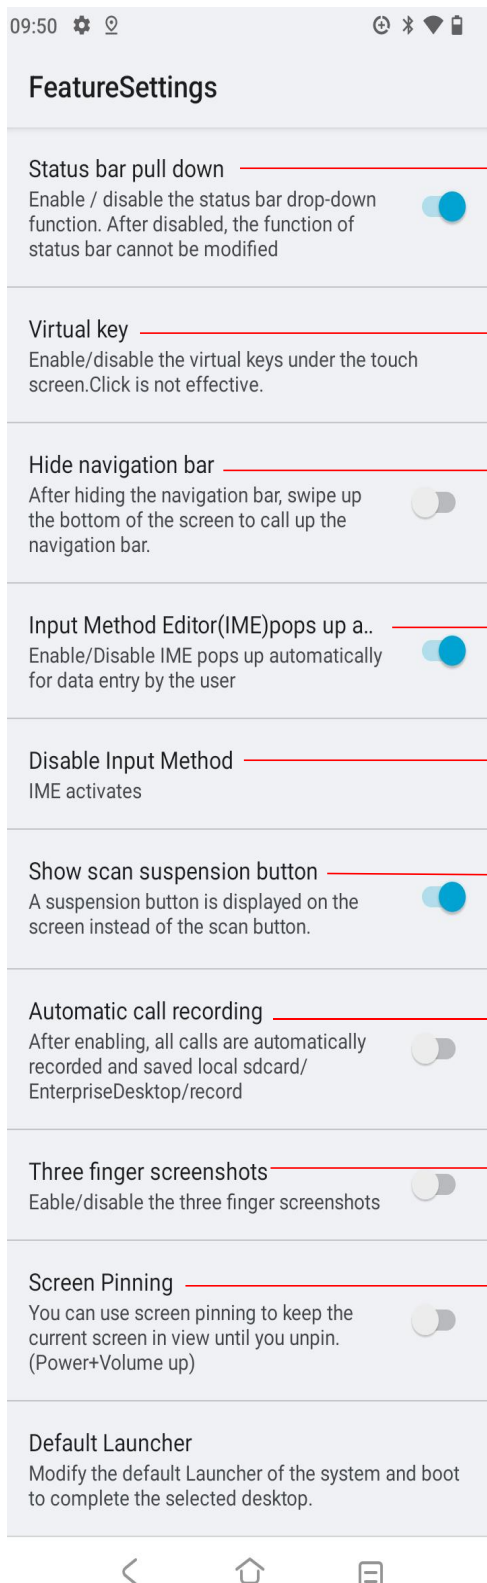 09:50
FeatureSettings
Status bar pull down
Enable / disable the status bar drop-down
function. After disabled, the function of
status bar cannot be modified
Virtual key
Enable/disable the virtual keys under the touch
screen.Click is not effective.
Hide navigation bar
After hiding the navigation bar, swipe up
the bottom of the screen to call up the
navigation bar.
Input Method Editor(IME)pops up a..
Enable/Disable IME pops up automatically
for data entry by the user
Disable Input Method
IME activates
Show scan suspension button
A suspension button is displayed on the
screen instead of the scan button.
Automatic call recording
After enabling, all calls are automatically
recorded and saved local sdcard/
EnterpriseDesktop/record
Three finger screenshots
Eable/disable the three finger screenshots
Screen Pinning
You can use screen pinning to keep the
current screen in view until you unpin.
(Power+Volume up)
Default Launcher
Modify the default Launcher of the system and boot
to complete the selected desktop.